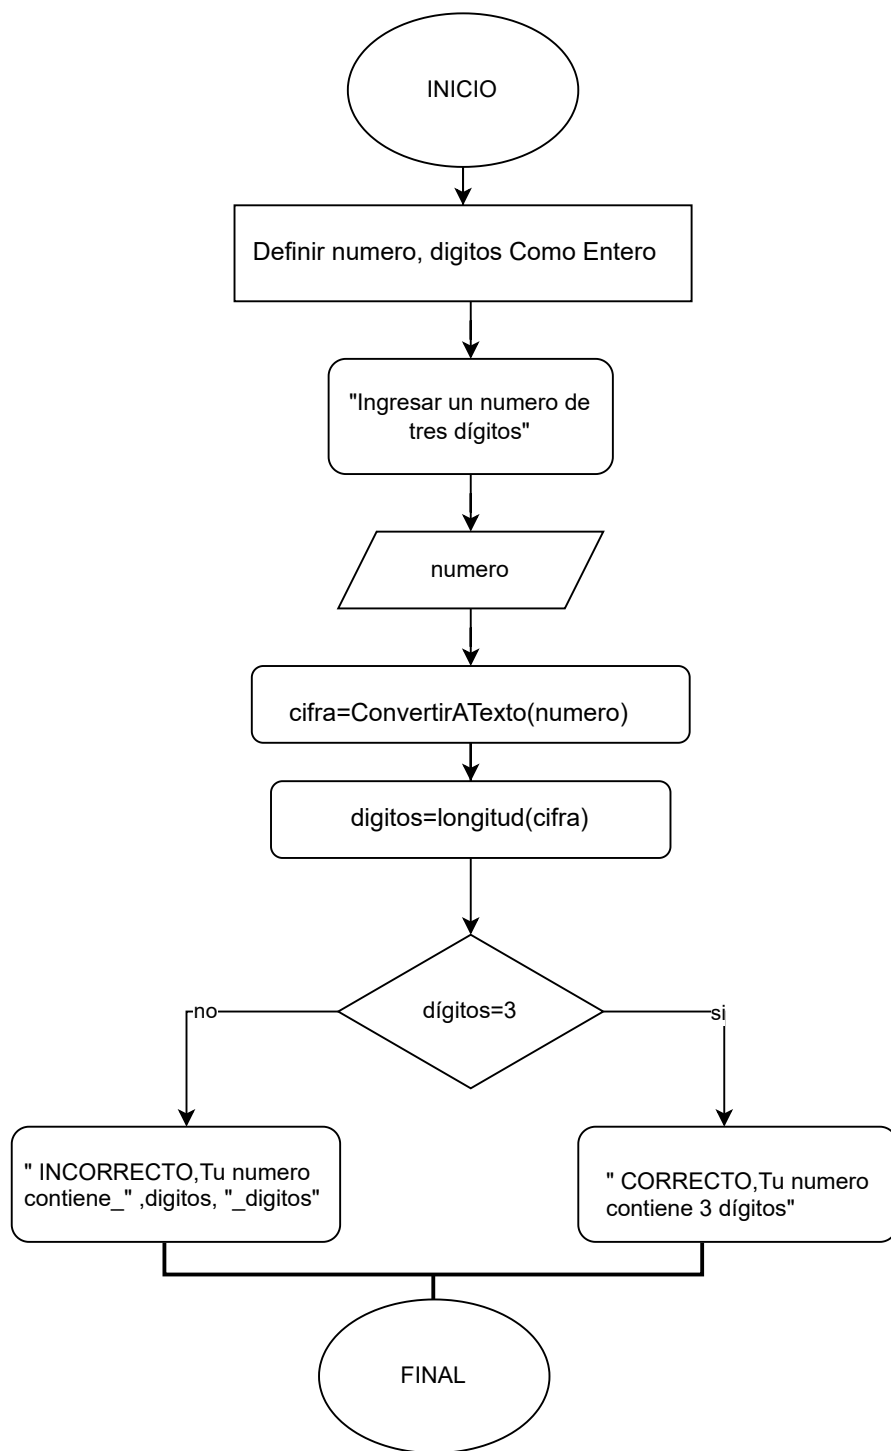 INICIO
Definir numero, digitos Como Entero
"Ingresar un numero de
tres dígitos"
numero
cifra=ConvertirATexto(numero)
digitos=longitud(cifra)
dígitos=3
no
si
" INCORRECTO,Tu numero
contiene_" ,digitos, "_digitos"
" CORRECTO,Tu numero
contiene 3 dígitos"
FINAL